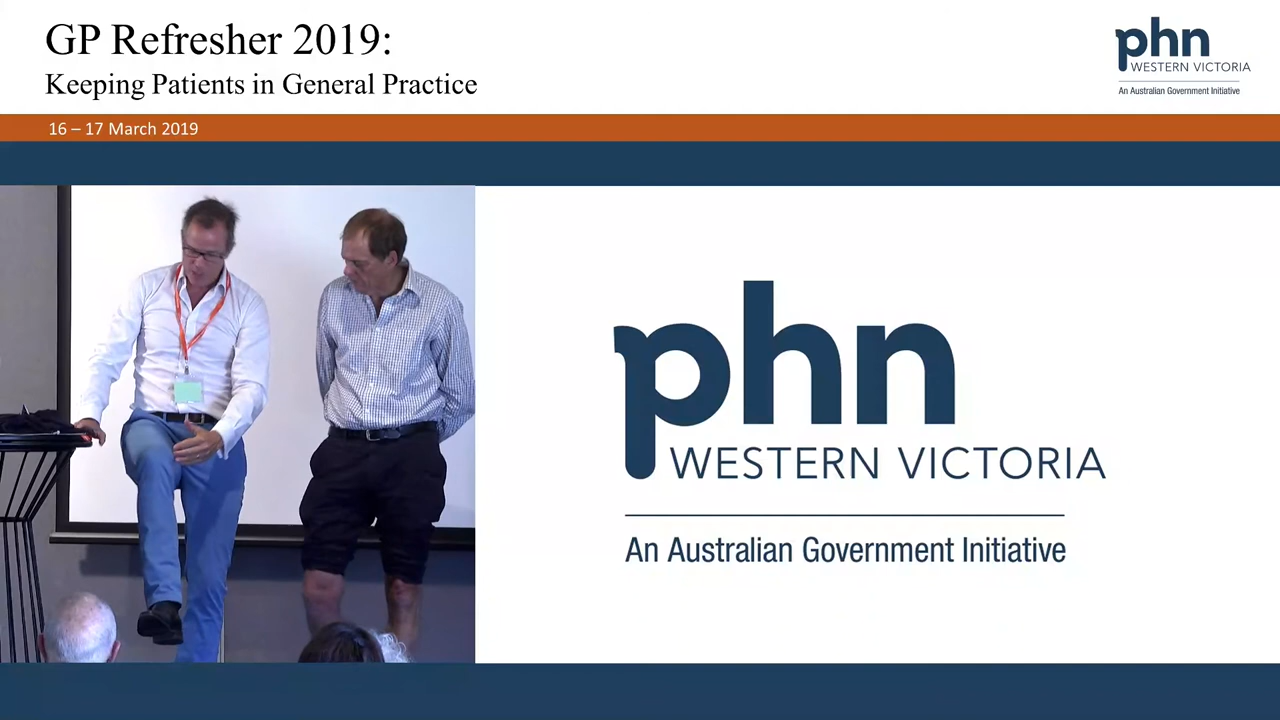 GP Refresher 2019:
Keeping Patients in General Practice
phn
WESTERN VICTORIA
An Australian Government Initiative
16 – 17 March 2019
phn
WESTERN VICTORIA
An Australian Government Initiative